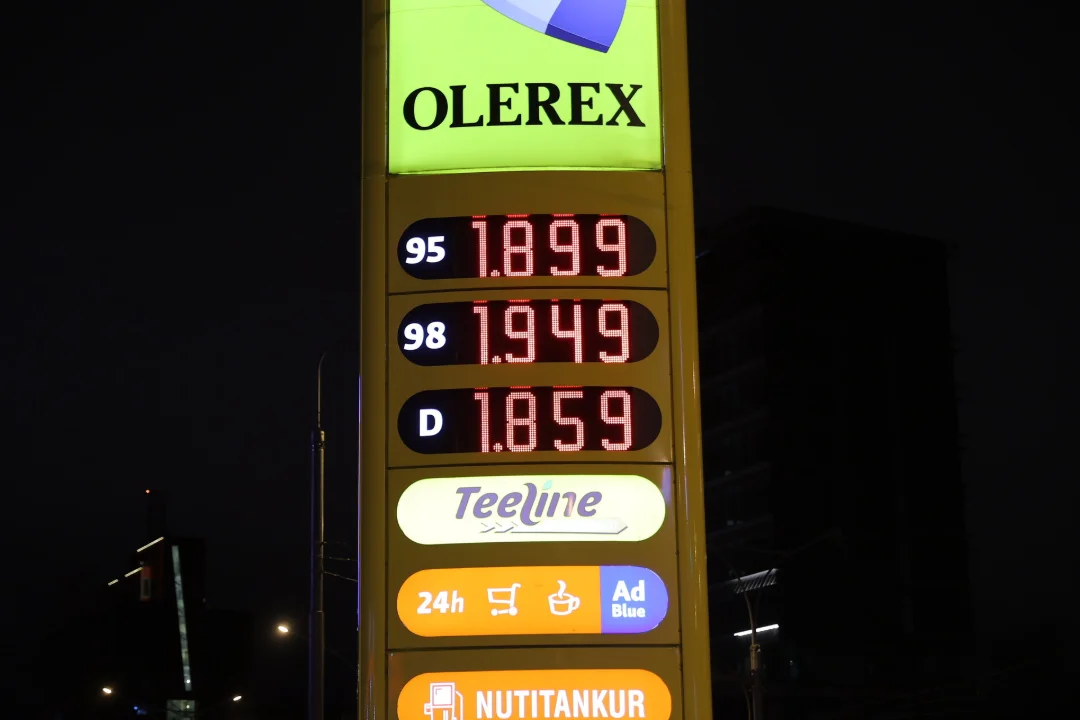 OLEREX
95 1.899
98 1.949
D 1.859
Teeline
24h Ad
Blue
NUTITANKUR